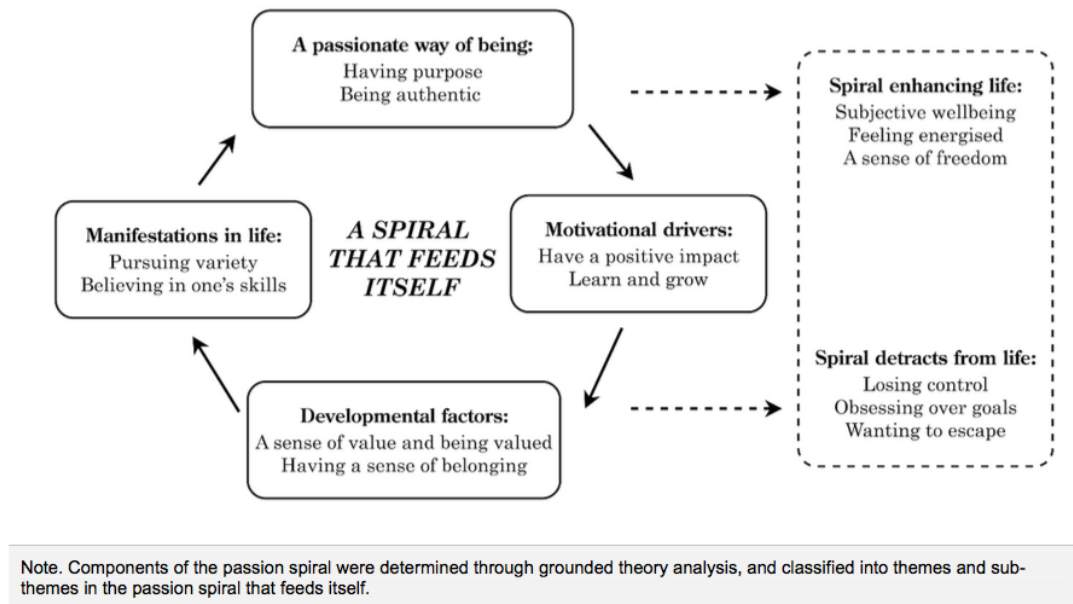 A passionate way of being:
Having purpose
Being authentic
Spiral enhancing life:
Subjective wellbeing
Feeling energised
A sense of freedom
Manifestations in life:
Pursuing variety
Believing in one's skills
A SPIRAL
THAT FEEDS
ITSELF
Motivational drivers:
Have a positive impact
Learn and grow
Spiral detracts from life:
Losing control
Obsessing over goals
Wanting to escape
Developmental factors:
A sense of value and being valued
Having a sense of belonging
Note. Components of the passion spiral were determined through grounded theory analysis, and classified into themes and sub-
themes in the passion spiral that feeds itself.